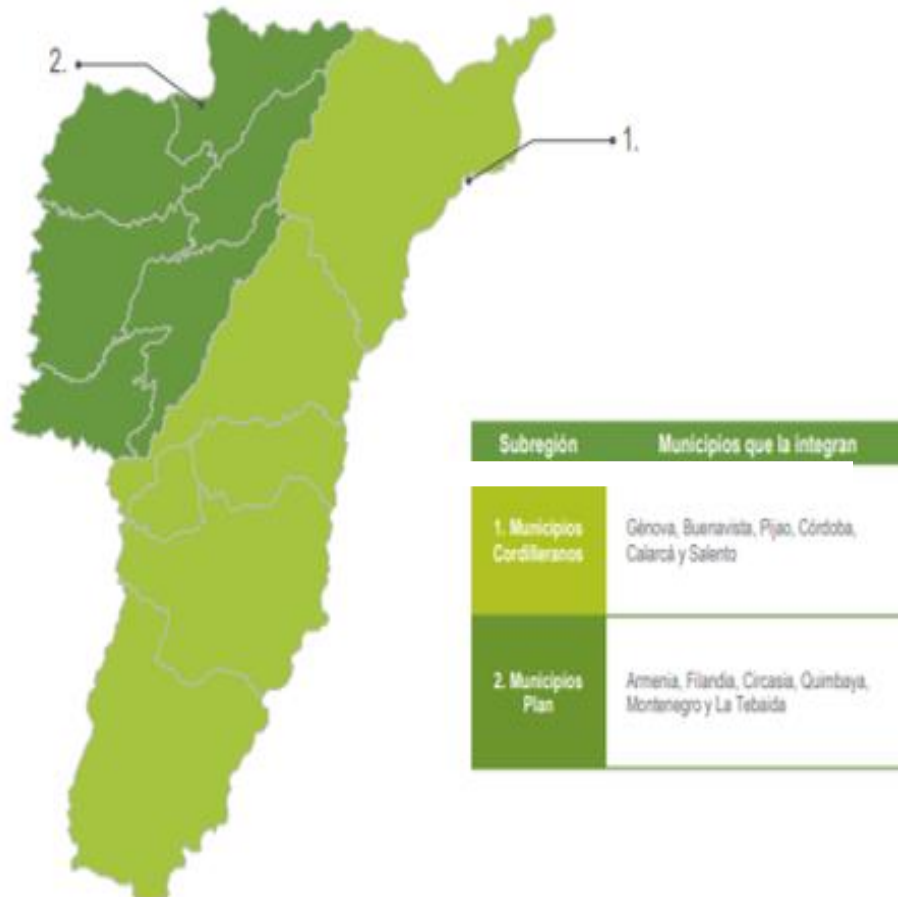 2.
1.
Subregión Municipios que la integran
1. Municipios
Cordilleranos
Génova, Buenavista, Pijao, Córdoba,
Calarcá y Salento
2. Municipios
Plan
Armenia, Filandia, Circasia, Quimbaya,
Montenegro y La Tebaida